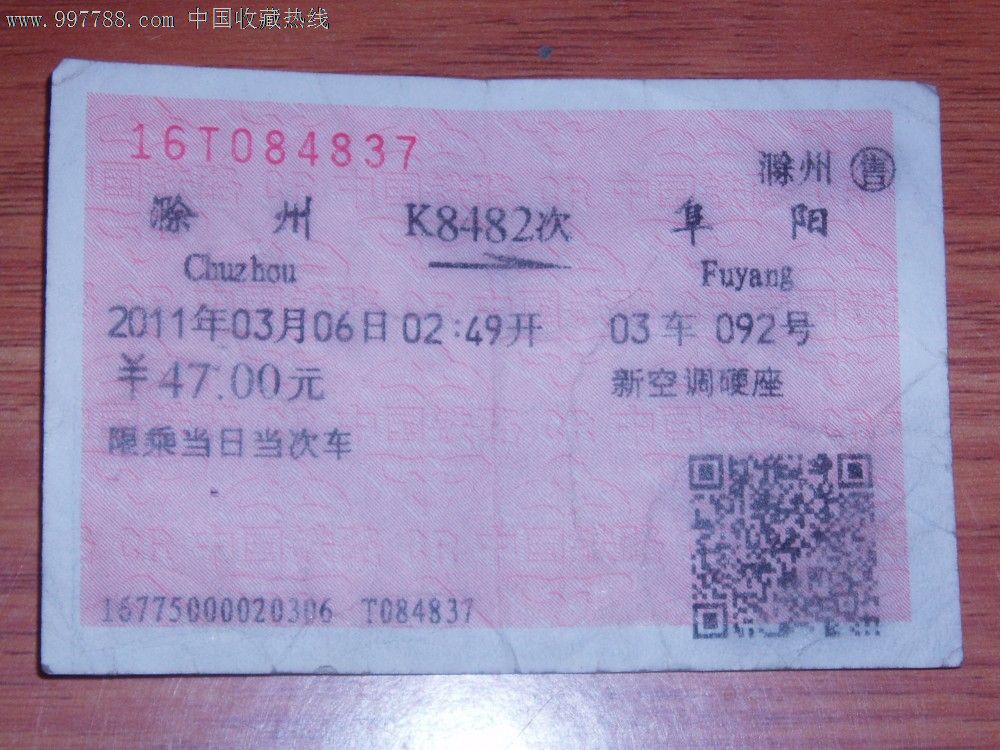 www.997788.com 中国收藏热线
16T084837
滁州 售
滁州 K8482次 阜阳
Chuzhou Fuyang
2011年03月06日 02:49开 03车 092号
￥47.00元 新空调硬座
限乘当日当次车
16775000020306 T084837